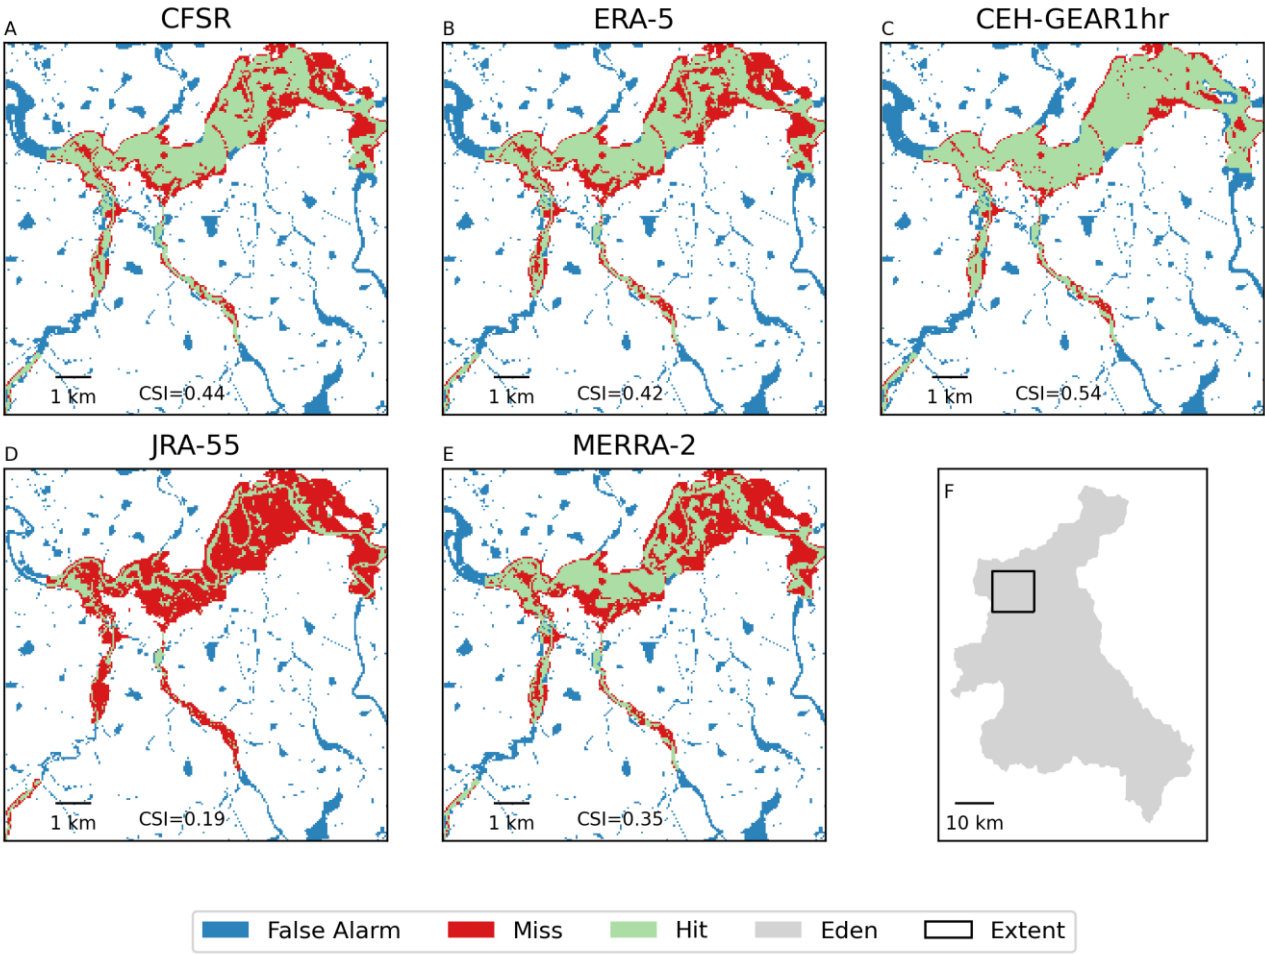 A CFSR
B ERA-5
C CEH-GEAR1hr
1 km CSI=0.44
1 km CSI=0.42
1 km CSI=0.54
D JRA-55
E MERRA-2
F
1 km CSI=0.19
1 km CSI=0.35
10 km
False Alarm Miss Hit Eden Extent